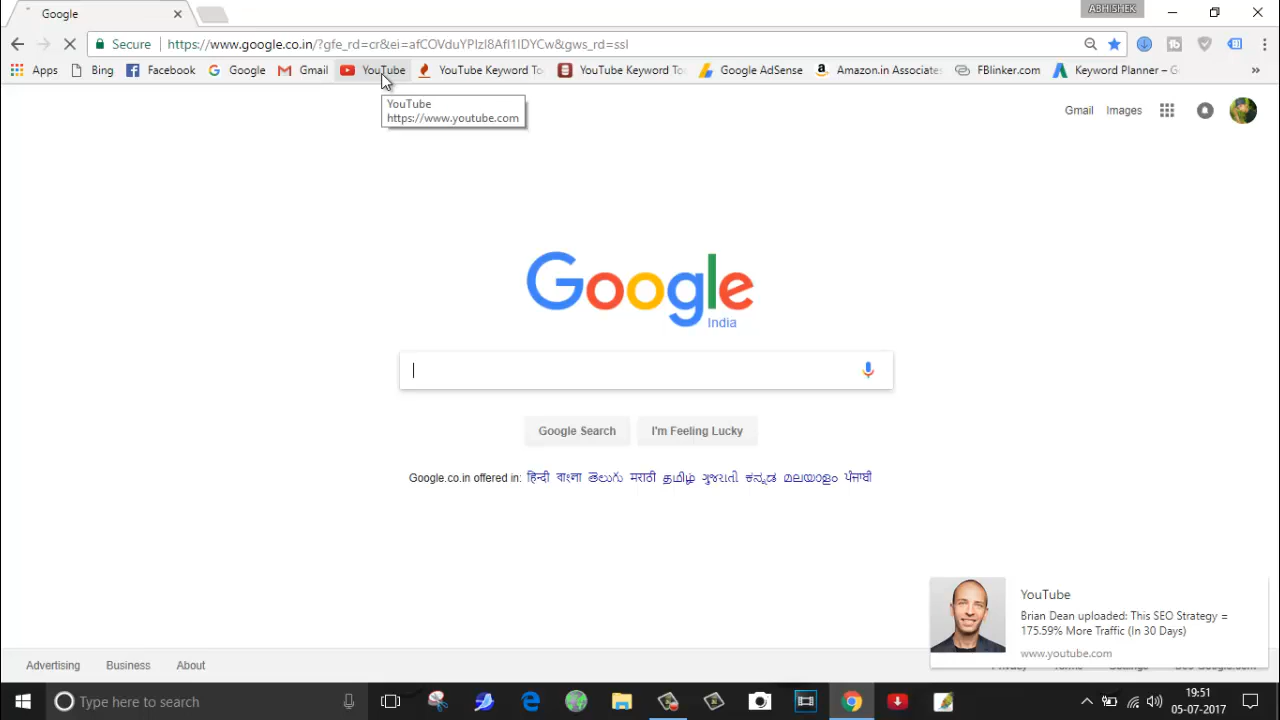 Google
ABHISHEK
Secure
https://www.google.co.in/?gfe_rd=cr&ei=afCOVduYPIzI8AfI1IDYCw&gws_rd=ssl
Apps Bing Facebook Google Gmail YouTube YouTube Keyword To YouTube Keyword To Google AdSense Amazon.in Associates FBlinker.com Keyword Planner – G
YouTube
https://www.youtube.com
Gmail Images
Google
India
Google Search I'm Feeling Lucky
Google.co.in offered in: हिन्दी বাংলা తెలుగు मराठी தமிழ் ગુજરાતી ಕನ್ನಡ മലയാളം ਪੰਜਾਬੀ
YouTube
Brian Dean uploaded: This SEO Strategy =
175.59% More Traffic (In 30 Days)
www.youtube.com
Advertising Business About
Type here to search
19:51
05-07-2017